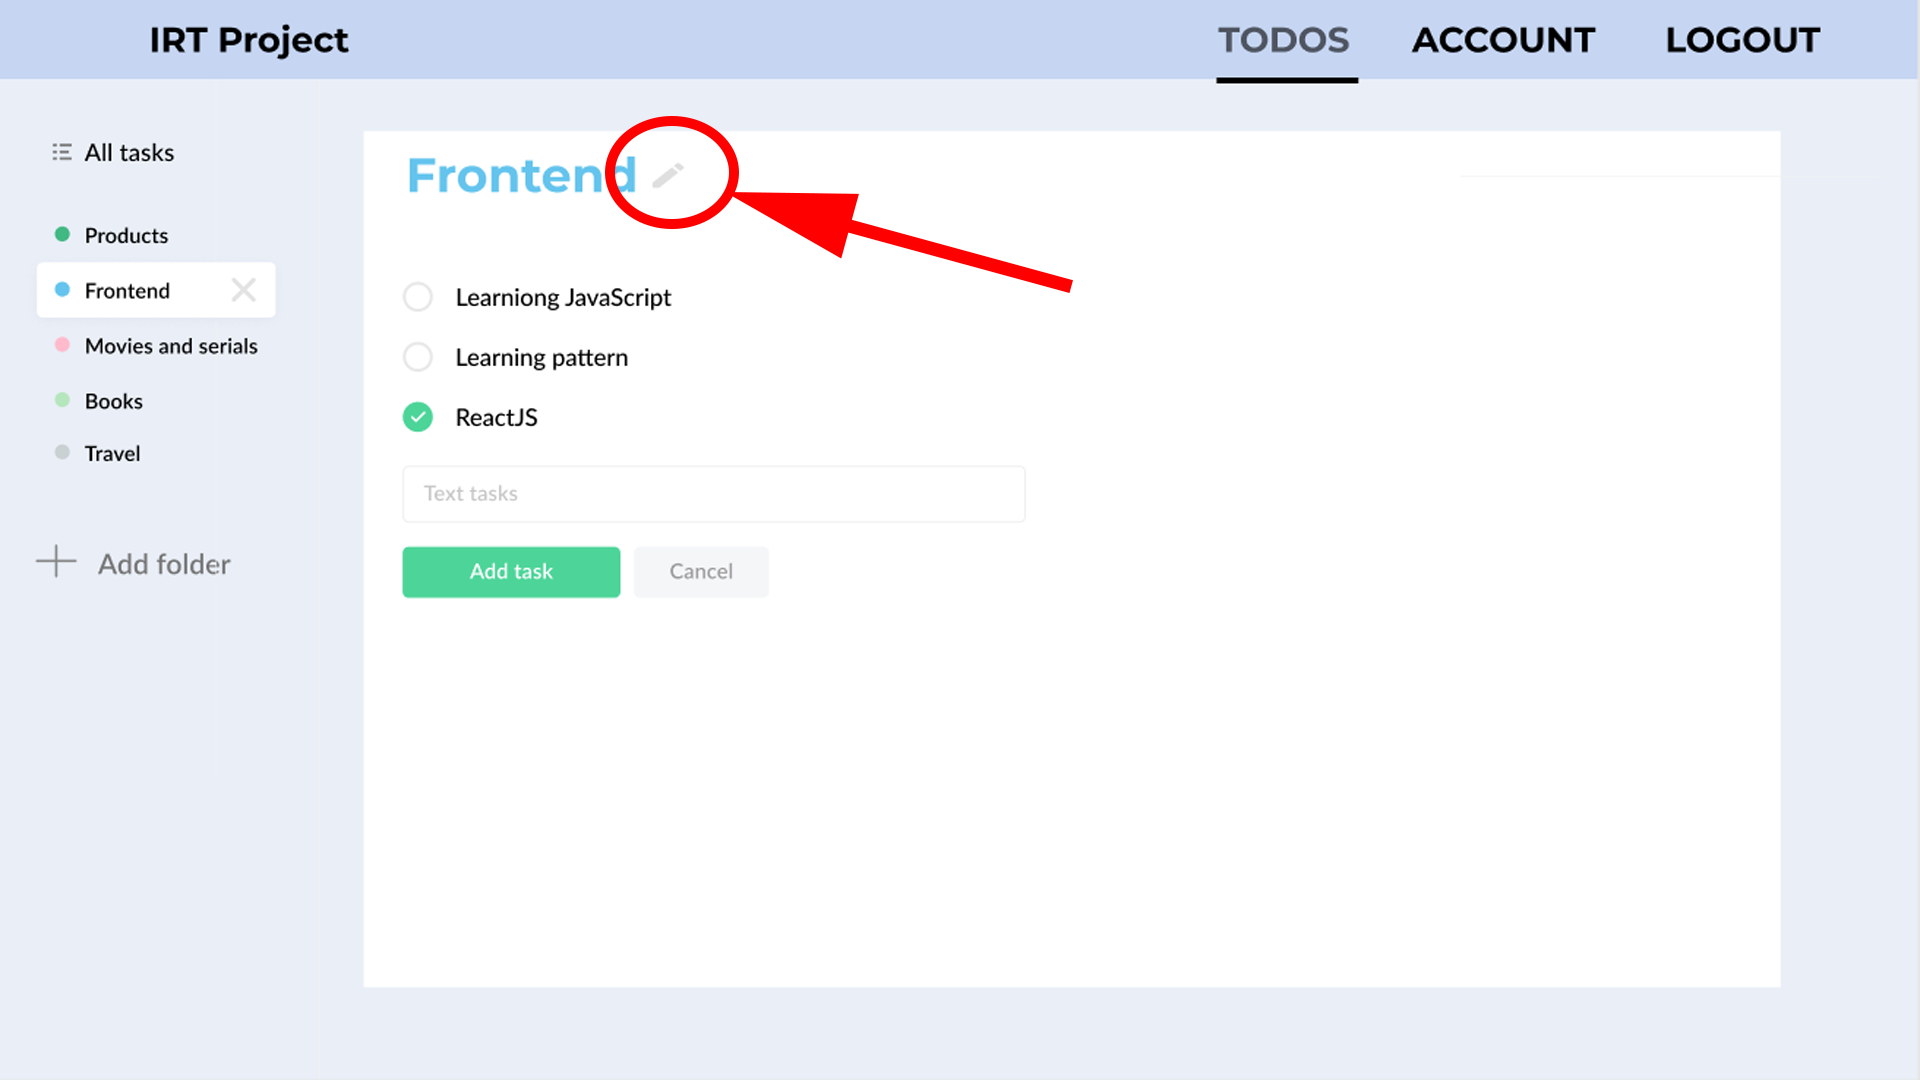 IRT Project
TODOS
ACCOUNT
LOGOUT
All tasks
Products
Frontend
Movies and serials
Books
Travel
Add folder
Frontend
Learniong JavaScript
Learning pattern
ReactJS
Text tasks
Add task
Cancel